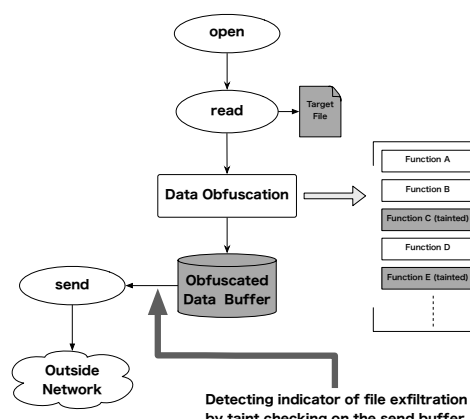 open
read
Target
File
Data Obfuscation
Function A
Function B
Function C (tainted)
Function D
Function E (tainted)
Obfuscated
Data Buffer
send
Outside
Network
Detecting indicator of file exfiltration
by taint checking on the send buffer